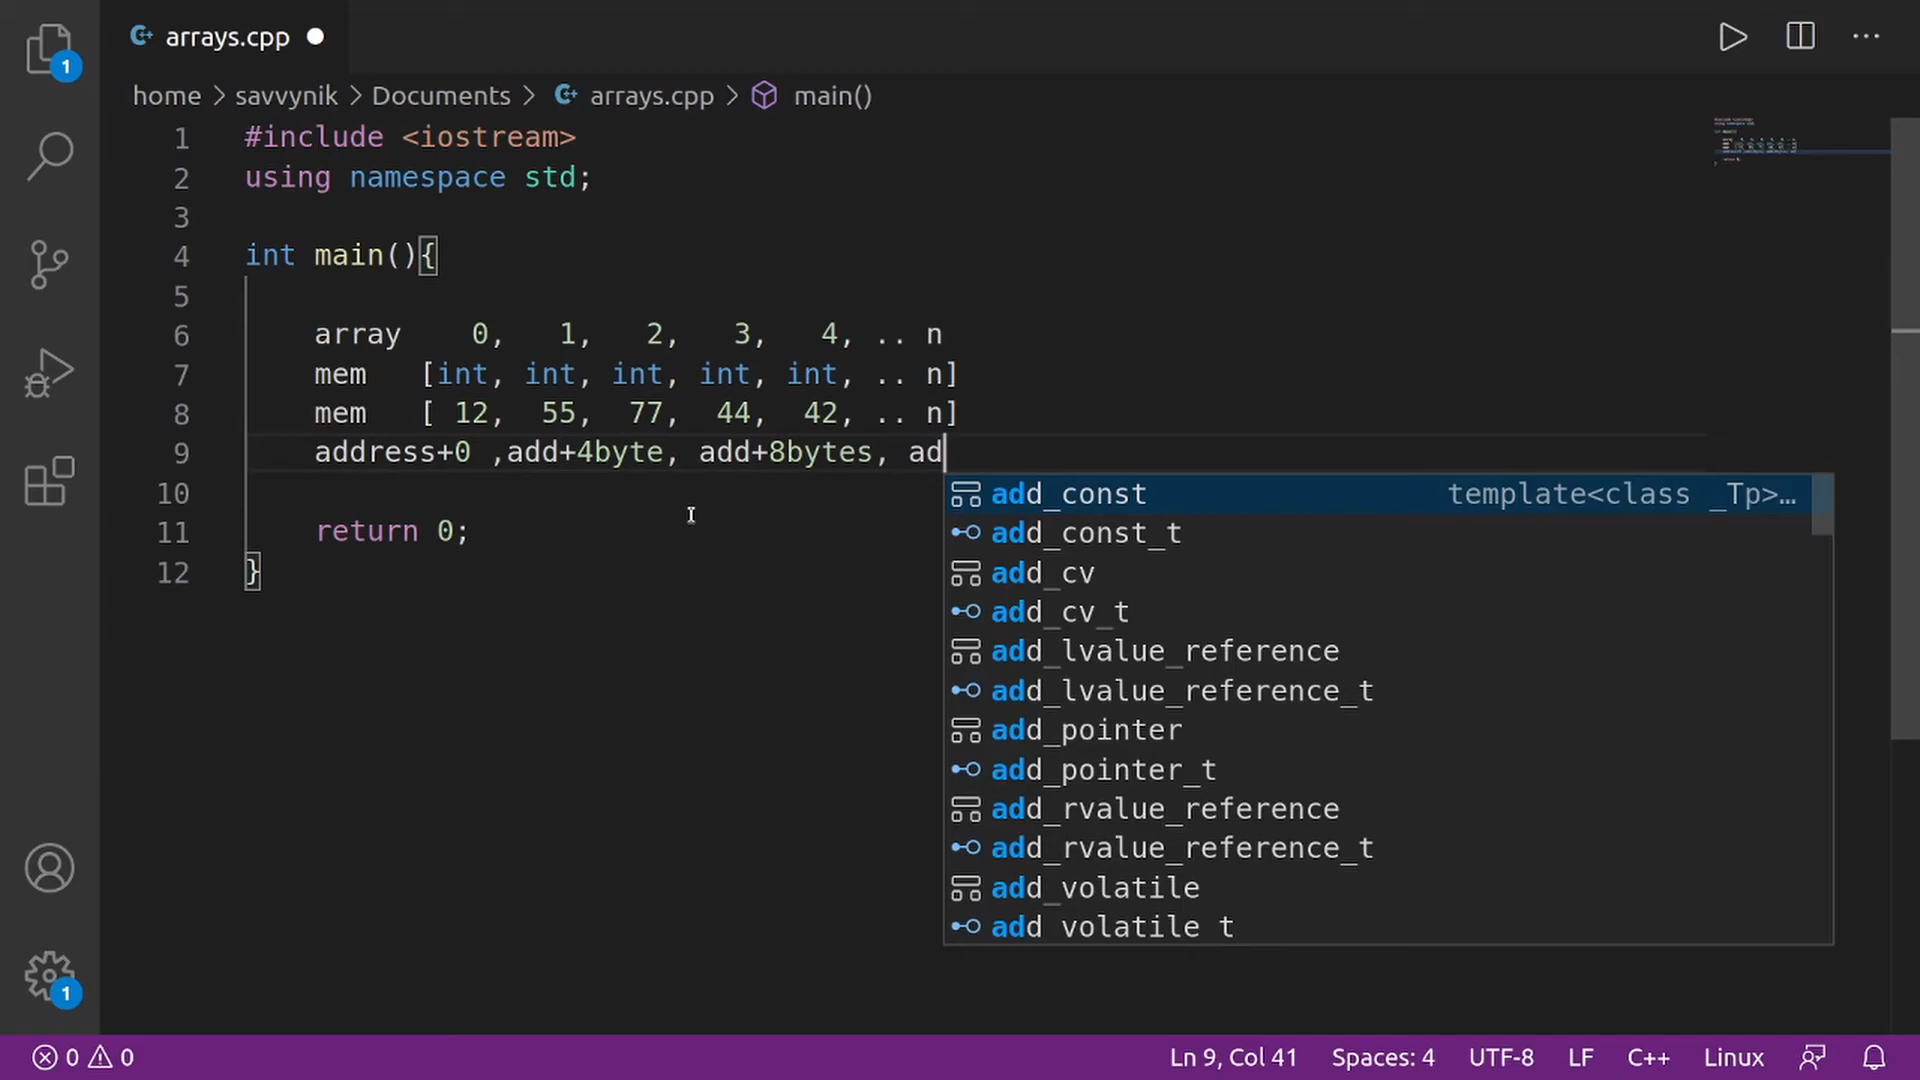 arrays.cpp
home > savvynik > Documents > arrays.cpp > main()
1 #include <iostream>
2 using namespace std;
3
4 int main(){
5
6 array 0, 1, 2, 3, 4, .. n
7 mem [int, int, int, int, int, .. n]
8 mem [ 12, 55, 77, 44, 42, .. n]
9 address+0 ,add+4byte, add+8bytes, ad
10
11 return 0;
12 }
add_const template<class _Tp>…
add_const_t
add_cv
add_cv_t
add_lvalue_reference
add_lvalue_reference_t
add_pointer
add_pointer_t
add_rvalue_reference
add_rvalue_reference_t
add_volatile
add_volatile_t
1
1
0 0 Ln 9, Col 41 Spaces: 4 UTF-8 LF C++ Linux